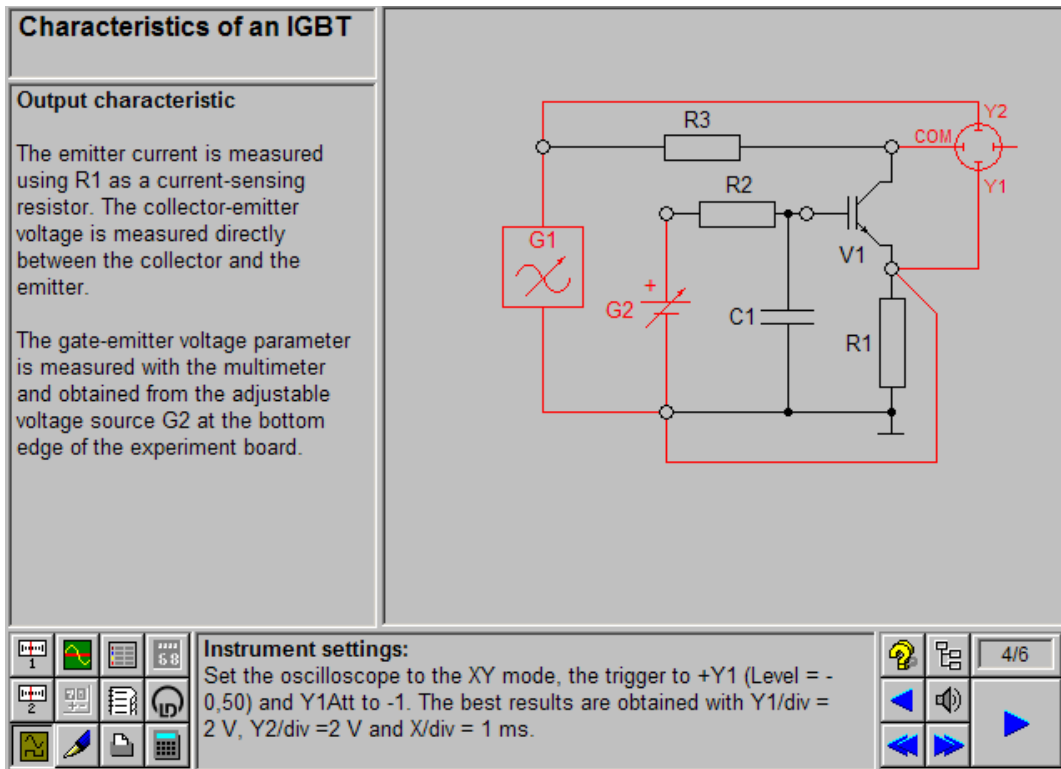 Characteristics of an IGBT
Output characteristic
The emitter current is measured
using R1 as a current-sensing
resistor. The collector-emitter
voltage is measured directly
between the collector and the
emitter.
The gate-emitter voltage parameter
is measured with the multimeter
and obtained from the adjustable
voltage source G2 at the bottom
edge of the experiment board.
Y2
R3
COM
Y1
R2
G1
V1
+
G2
C1
R1
1
2
Instrument settings:
Set the oscilloscope to the XY mode, the trigger to +Y1 (Level = -
0,50) and Y1Att to -1. The best results are obtained with Y1/div =
2 V, Y2/div =2 V and X/div = 1 ms.
4/6